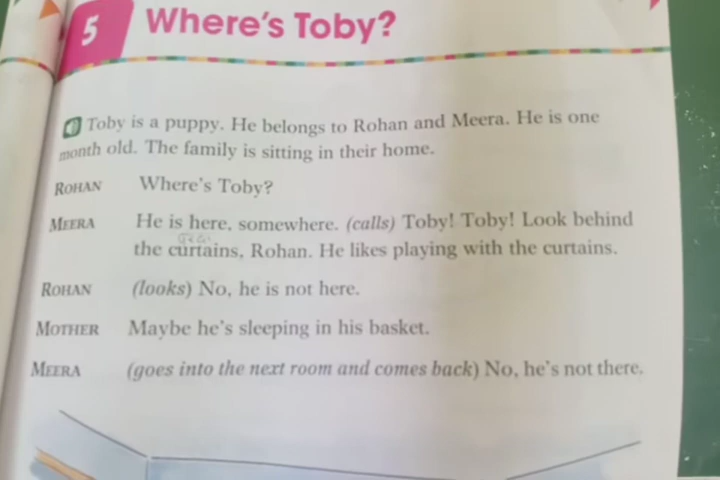 5 Where's Toby?
Toby is a puppy. He belongs to Rohan and Meera. He is one
month old. The family is sitting in their home.
ROHAN Where's Toby?
MEERA He is here, somewhere. (calls) Toby! Toby! Look behind
the curtains, Rohan. He likes playing with the curtains.
ROHAN (looks) No, he is not here.
MOTHER Maybe he's sleeping in his basket.
MEERA (goes into the next room and comes back) No, he's not there.